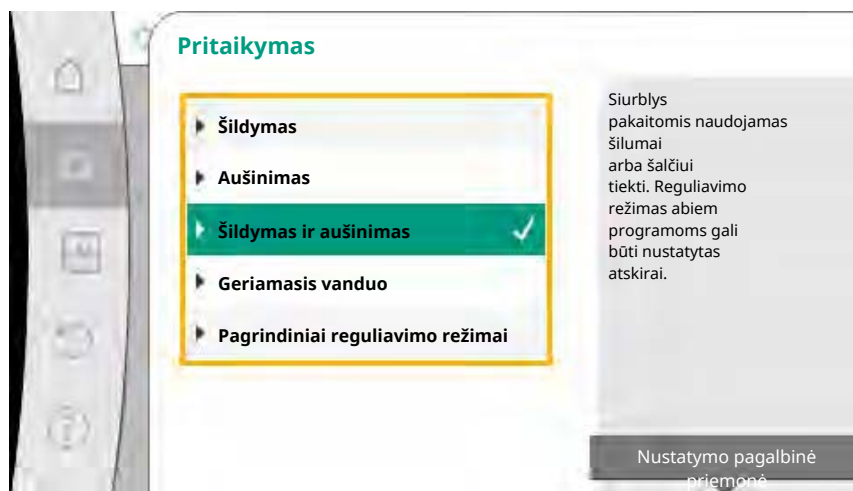 Pritaikymas
Šildymas
Aušinimas
Šildymas ir aušinimas
Geriamasis vanduo
Pagrindiniai reguliavimo režimai
Siurblys
pakaitomis naudojamas
šilumai
arba šalčiui
tiekti. Reguliavimo
režimas abiem
programoms gali
būti nustatytas
atskirai.
Nustatymo pagalbinė
priemonė